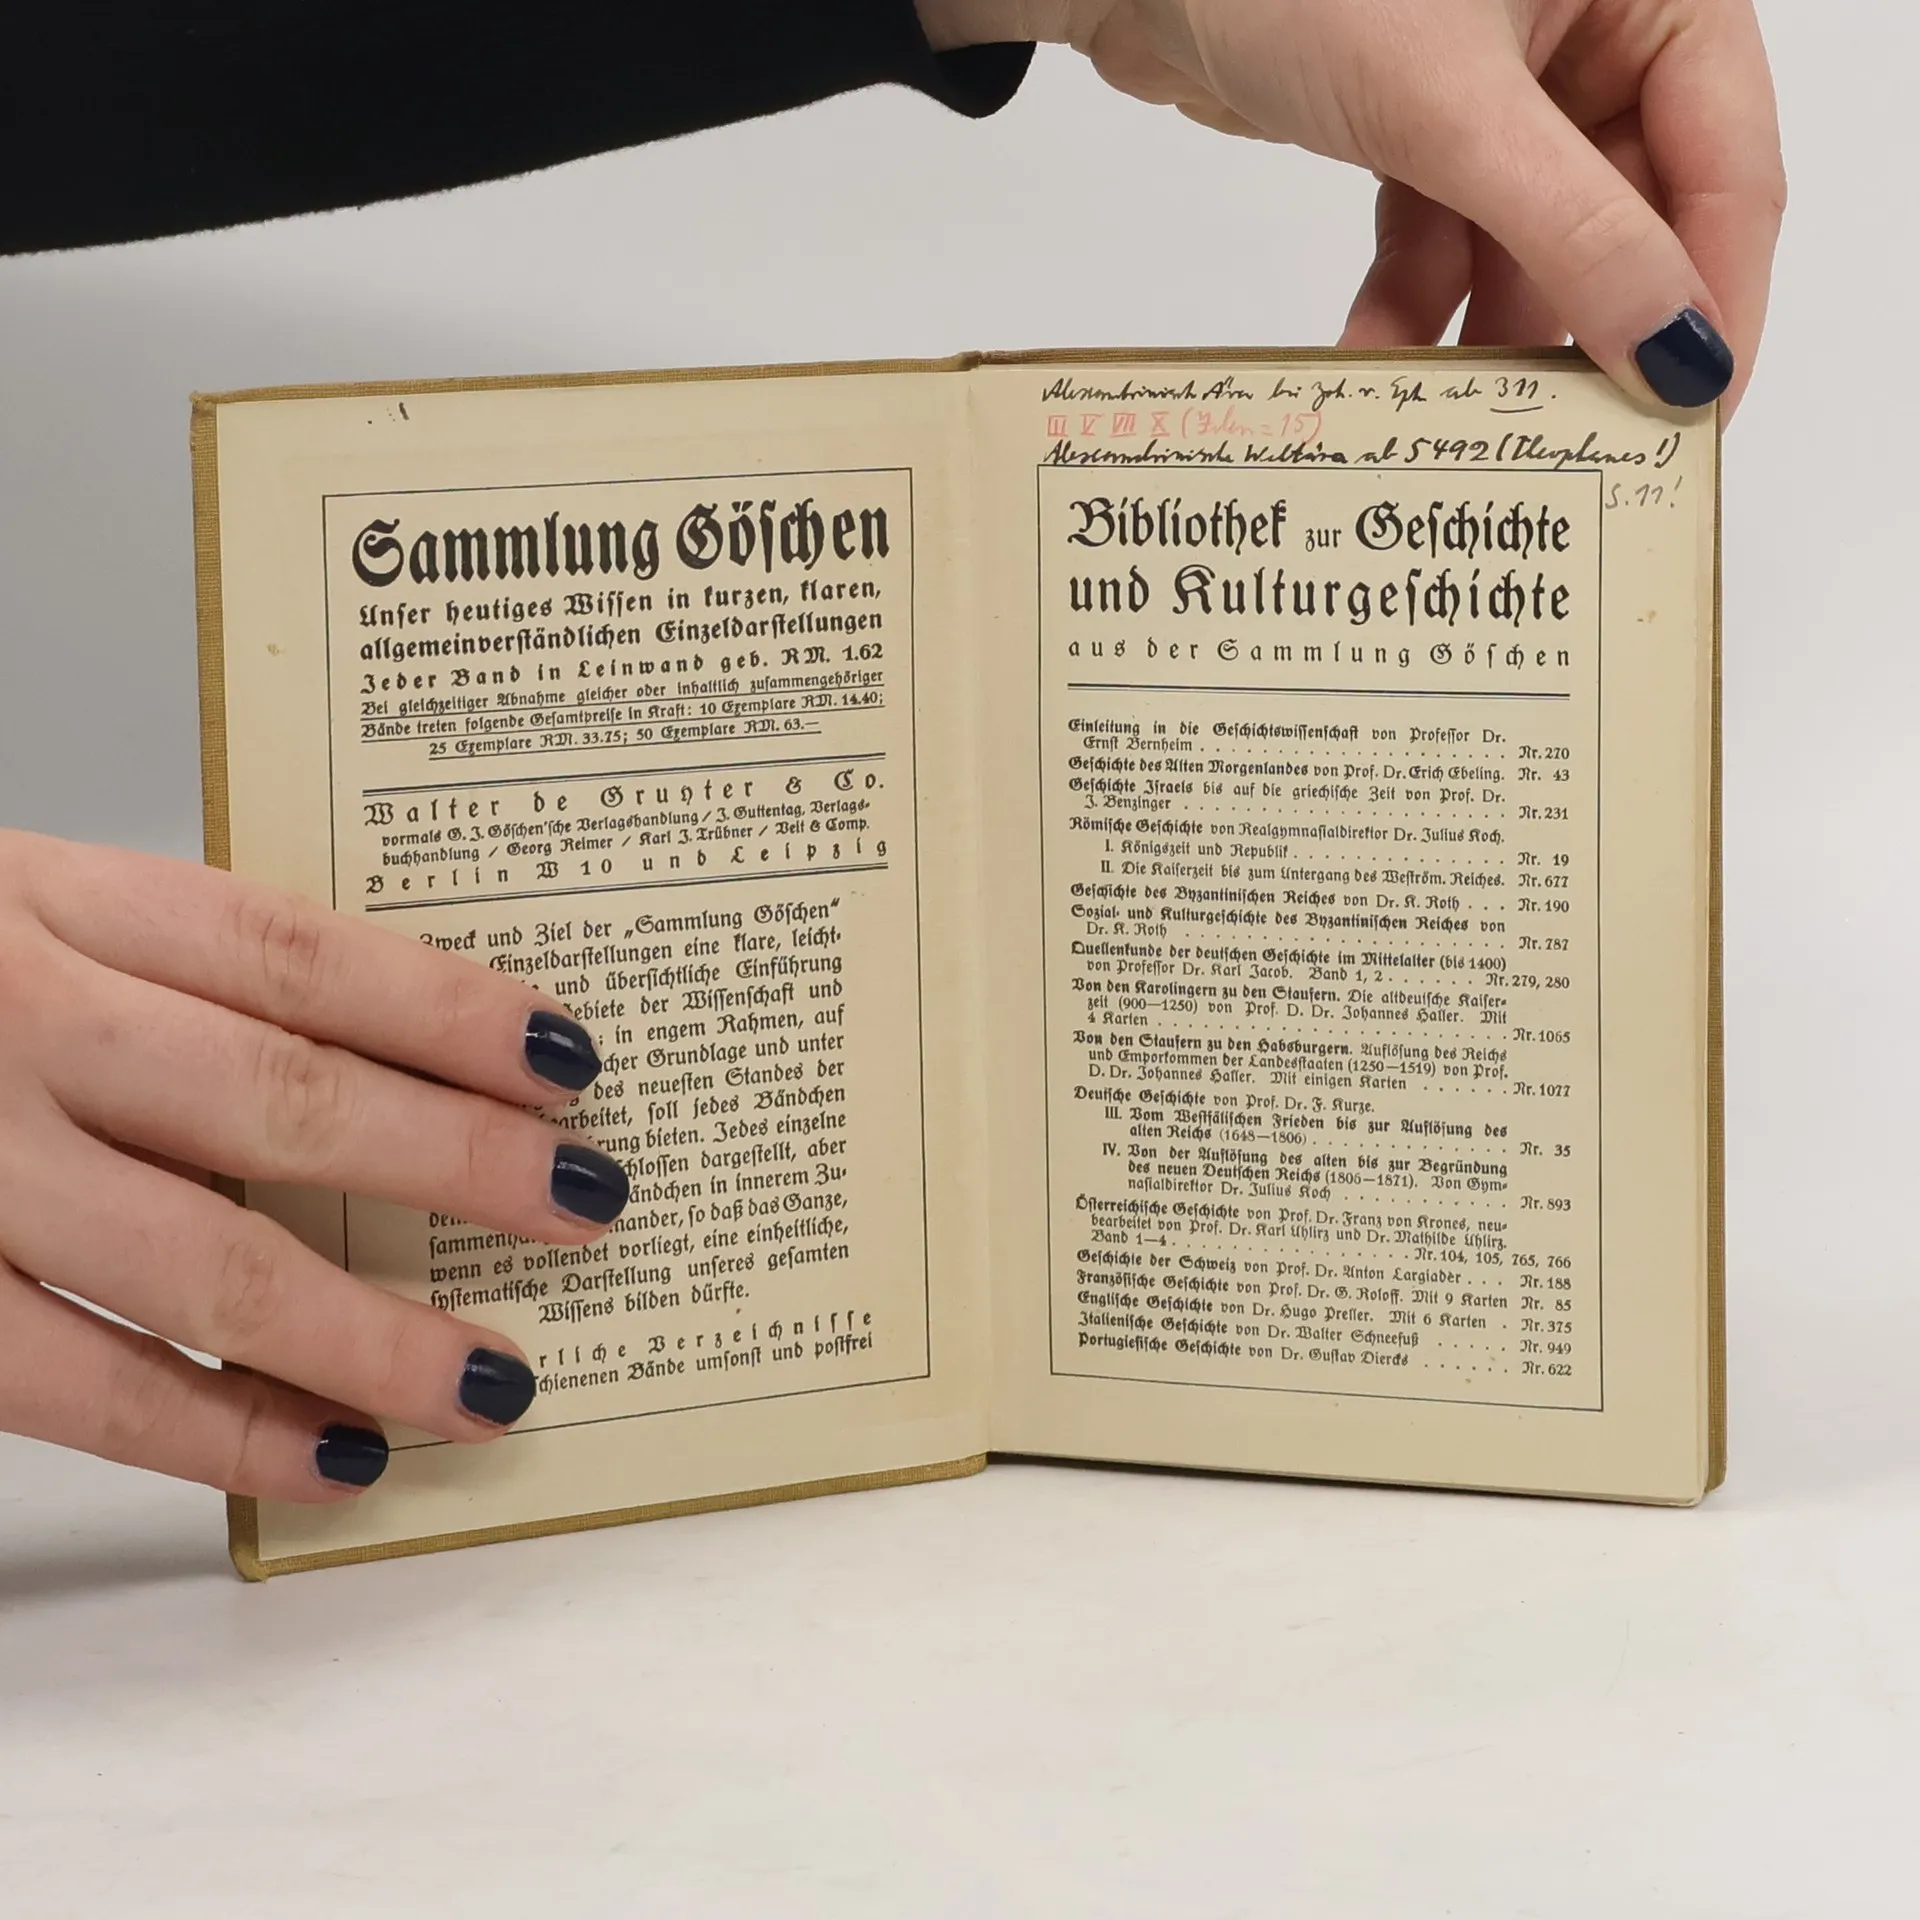 Sammlung Göschen
Unser heutiges Wissen in kurzen, klaren,
allgemeinverständlichen Einzeldarstellungen
Jeder Band in Leinwand geb. RM. 1.62
Bei gleichzeitiger Abnahme gleicher oder inhaltlich zusammengehöriger
Bände treten folgende Gesamtpreise in Kraft: 10 Exemplare RM. 14.40;
25 Exemplare RM. 33.75; 50 Exemplare RM. 63.—
Walter de Gruyter & Co.
vormals G. J. Göschen'sche Verlagshandlung / J. Guttentag, Verlags-
buchhandlung / Georg Reimer / Karl J. Trübner / Veit & Comp.
Berlin W 10 und Leipzig
Zweck und Ziel der „Sammlung Göschen“
Einzeldarstellungen eine klare, leicht-
und übersichtliche Einführung
Gebiete der Wissenschaft und
; in engem Rahmen, auf
Grundlage und unter
des neuesten Standes der
soll jedes Bändchen
bieten. Jedes einzelne
dargestellt, aber
Bändchen in innerem Zu-
so daß das Ganze,
wenn es vollendet vorliegt, eine einheitliche,
systematische Darstellung unseres gesamten
Wissens bilden dürfte.
Verzeichnisse
Bände umsonst und postfrei
Alexandrinische Ära bei Joh. v. Eph. ab 311.
II V VII X ( = 15)
Alexandrinische Weltära ab 5492 (Theophanes!)
S. 11!
Bibliothek zur Geschichte
und Kulturgeschichte
aus der Sammlung Göschen
Einleitung in die Geschichtswissenschaft von Professor Dr.
Ernst Bernheim . . . . . . . . . . Nr. 270
Geschichte des Alten Morgenlandes von Prof. Dr. Erich Ebeling. Nr. 43
Geschichte Israels bis auf die griechische Zeit von Prof. Dr.
J. Benzinger . . . . . . . . . . Nr. 231
Römische Geschichte von Realgymnasialdirektor Dr. Julius Koch.
I. Königszeit und Republik . . . . . . . . . . Nr. 19
II. Die Kaiserzeit bis zum Untergang des Weström. Reiches. Nr. 677
Geschichte des Byzantinischen Reiches von Dr. K. Roth . . . Nr. 190
Sozial- und Kulturgeschichte des Byzantinischen Reiches von
Dr. K. Roth . . . . . . . . . . Nr. 787
Quellenkunde der deutschen Geschichte im Mittelalter (bis 1400)
von Professor Dr. Karl Jacob. Band 1, 2 . . . . . . Nr. 279, 280
Von den Karolingern zu den Staufern. Die altdeutsche Kaiser-
zeit (900—1250) von Prof. D. Dr. Johannes Haller. Mit
4 Karten . . . . . . . . . . Nr. 1065
Von den Staufern zu den Habsburgern. Auflösung des Reichs
und Emporkommen der Landesstaaten (1250—1519) von Prof.
D. Dr. Johannes Haller. Mit einigen Karten . . . . . . Nr. 1077
Deutsche Geschichte von Prof. Dr. F. Kurze.
III. Vom Westfälischen Frieden bis zur Auflösung des
alten Reichs (1648—1806) . . . . . . . . . . Nr. 35
IV. Von der Auflösung des alten bis zur Begründung
des neuen Deutschen Reichs (1806—1871). Von Gym-
nasialdirektor Dr. Julius Koch . . . . . . . . . . Nr. 893
Österreichische Geschichte von Prof. Dr. Franz von Krones, neu-
bearbeitet von Prof. Dr. Karl Uhlirz und Dr. Mathilde Uhlirz.
Band 1—4 . . . . . . . . . . Nr. 104, 105, 765, 766
Geschichte der Schweiz von Prof. Dr. Anton Largiadèr . . . Nr. 188
Französische Geschichte von Prof. Dr. G. Roloff. Mit 9 Karten Nr. 85
Englische Geschichte von Dr. Hugo Preller. Mit 6 Karten . Nr. 375
Italienische Geschichte von Dr. Walter Schneefuß . . . . . Nr. 949
Portugiesische Geschichte von Dr. Gustav Diercks . . . . . . Nr. 622